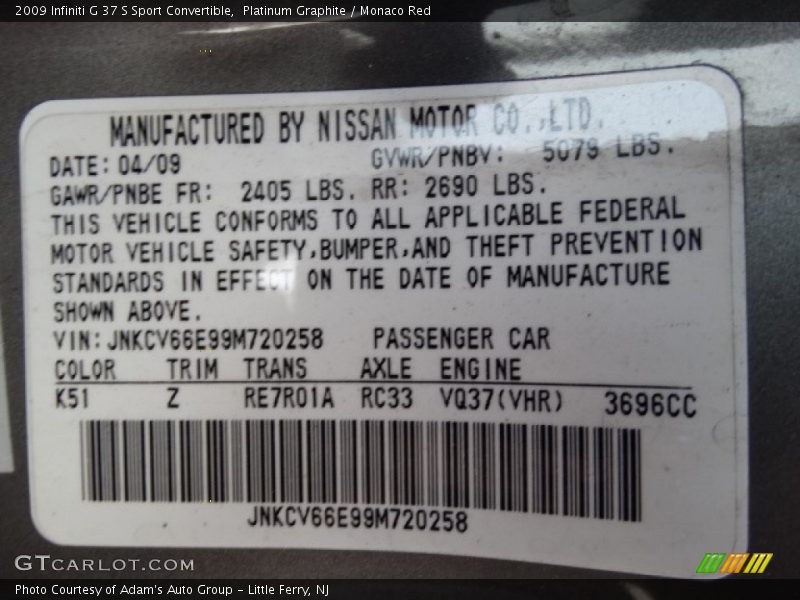 2009 Infiniti G 37 S Sport Convertible,  Platinum Graphite / Monaco Red
MANUFACTURED BY NISSAN MOTOR CO.,LTD.
DATE: 04/09 GVWR/PNBV: 5079 LBS.
GAWR/PNBE FR: 2405 LBS. RR: 2690 LBS.
THIS VEHICLE CONFORMS TO ALL APPLICABLE FEDERAL
MOTOR VEHICLE SAFETY,BUMPER,AND THEFT PREVENTION
STANDARDS IN EFFECT ON THE DATE OF MANUFACTURE
SHOWN ABOVE.
VIN: JNKCV66E99M720258 PASSENGER CAR
COLOR TRIM TRANS AXLE ENGINE
K51 Z RE7R01A RC33 VQ37(VHR) 3696CC
JNKCV66E99M720258
GTCARLOT.COM
Photo Courtesy of Adam's Auto Group – Little Ferry, NJ